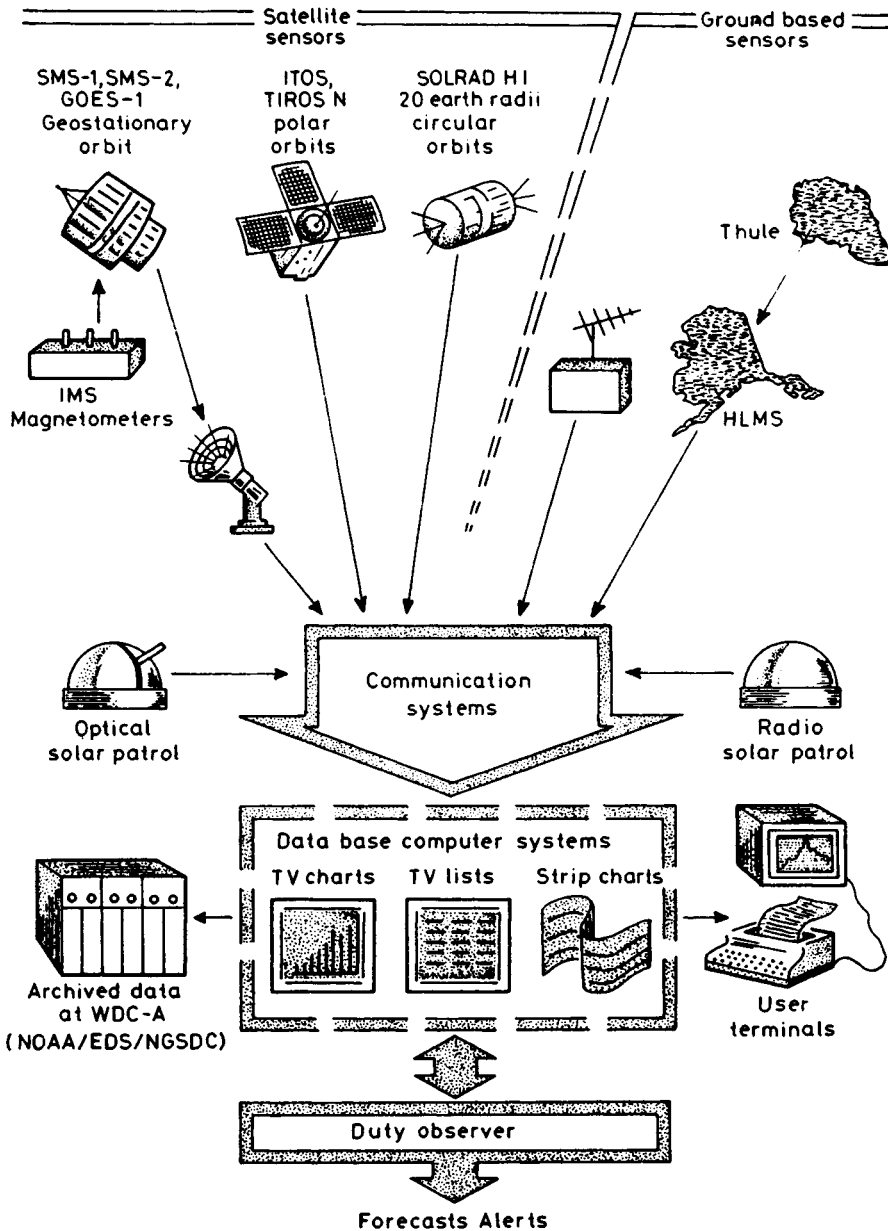 Satellite
sensors
Ground based
sensors
SMS-1, SMS-2,
GOES-1
Geostationary
orbit
ITOS,
TIROS N
polar
orbits
SOLRAD HI
20 earth radii
circular
orbits
Thule
IMS
Magnetometers
HLMS
Communication
systems
Optical
solar patrol
Radio
solar patrol
Data base computer systems
TV charts
TV lists
Strip charts
Archived data
at WDC-A
(NOAA/EDS/NGSDC)
User
terminals
Duty observer
Forecasts Alerts